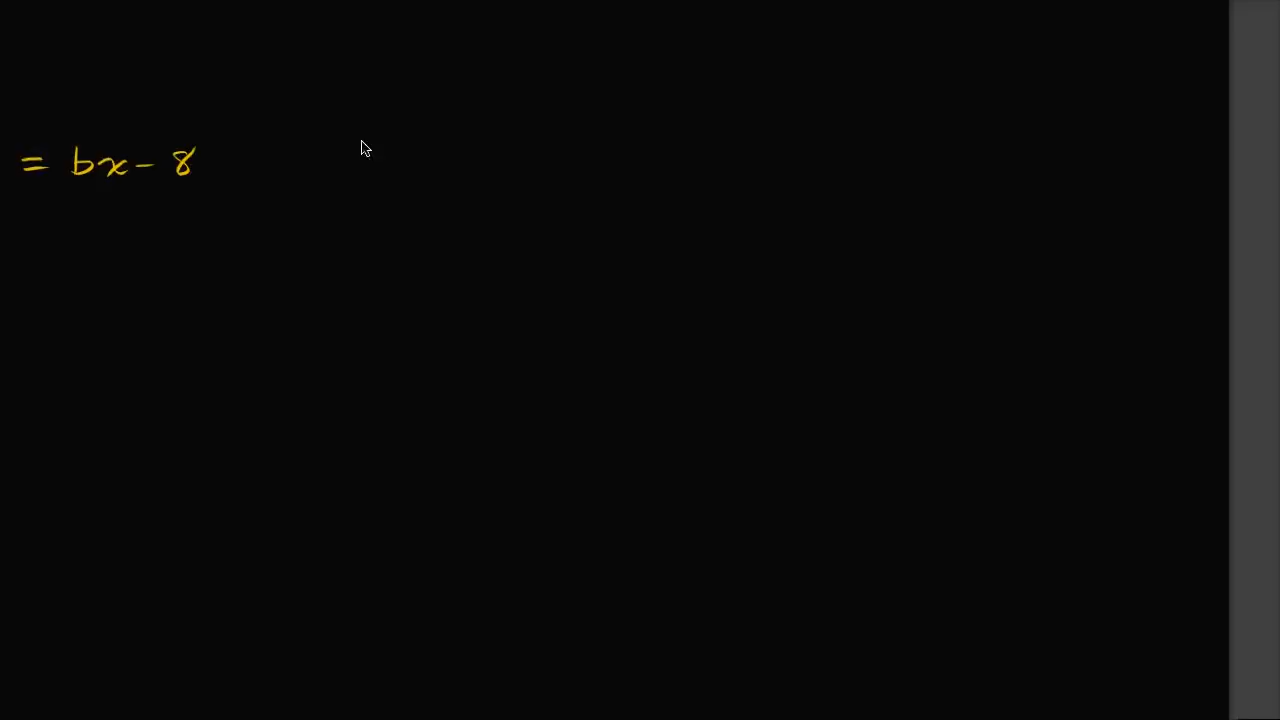 = bx - 8